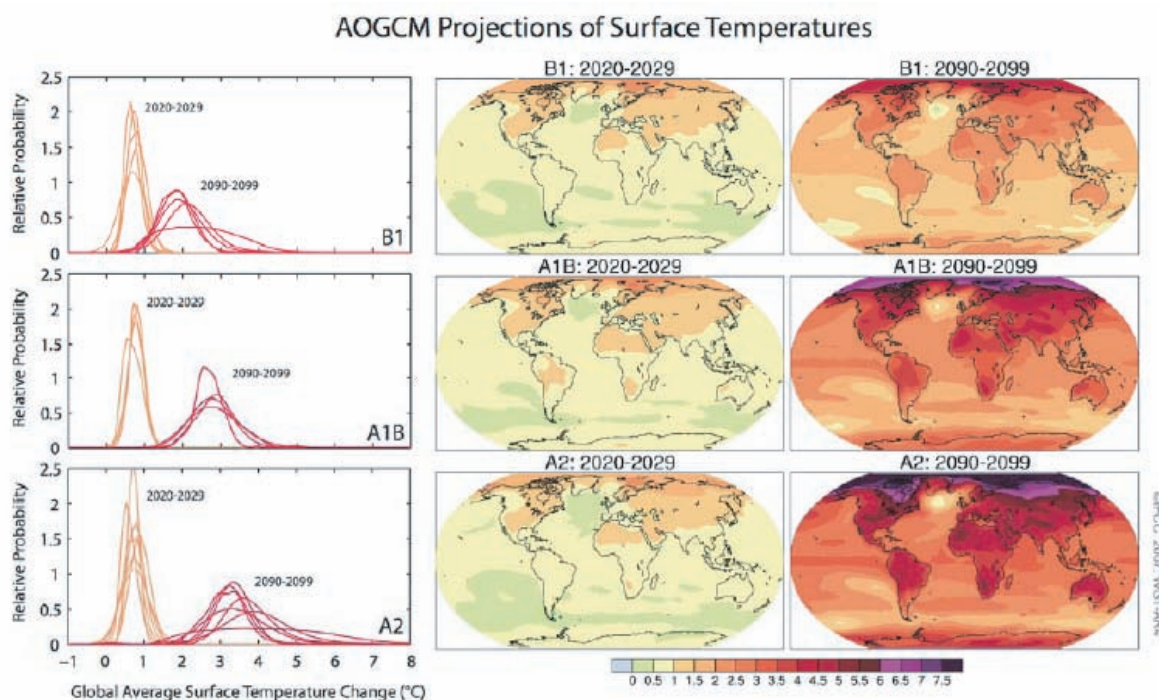 AOGCM Projections of Surface Temperatures
B1: 2020-2029
B1: 2090-2099
2.5
2
1.5
1
0.5
0
Relative Probability
2020-2029
2090-2099
B1
A1B: 2020-2029
A1B: 2090-2099
2.5
2
1.5
1
0.5
0
Relative Probability
2020-2029
2090-2099
A1B
A2: 2020-2029
A2: 2090-2099
2.5
2
1.5
1
0.5
0
Relative Probability
2020-2029
2090-2099
A2
−1 0 1 2 3 4 5 6 7 8
Global Average Surface Temperature Change (°C)
0 0.5 1 1.5 2 2.5 3 3.5 4 4.5 5 5.5 6 6.5 7 7.5